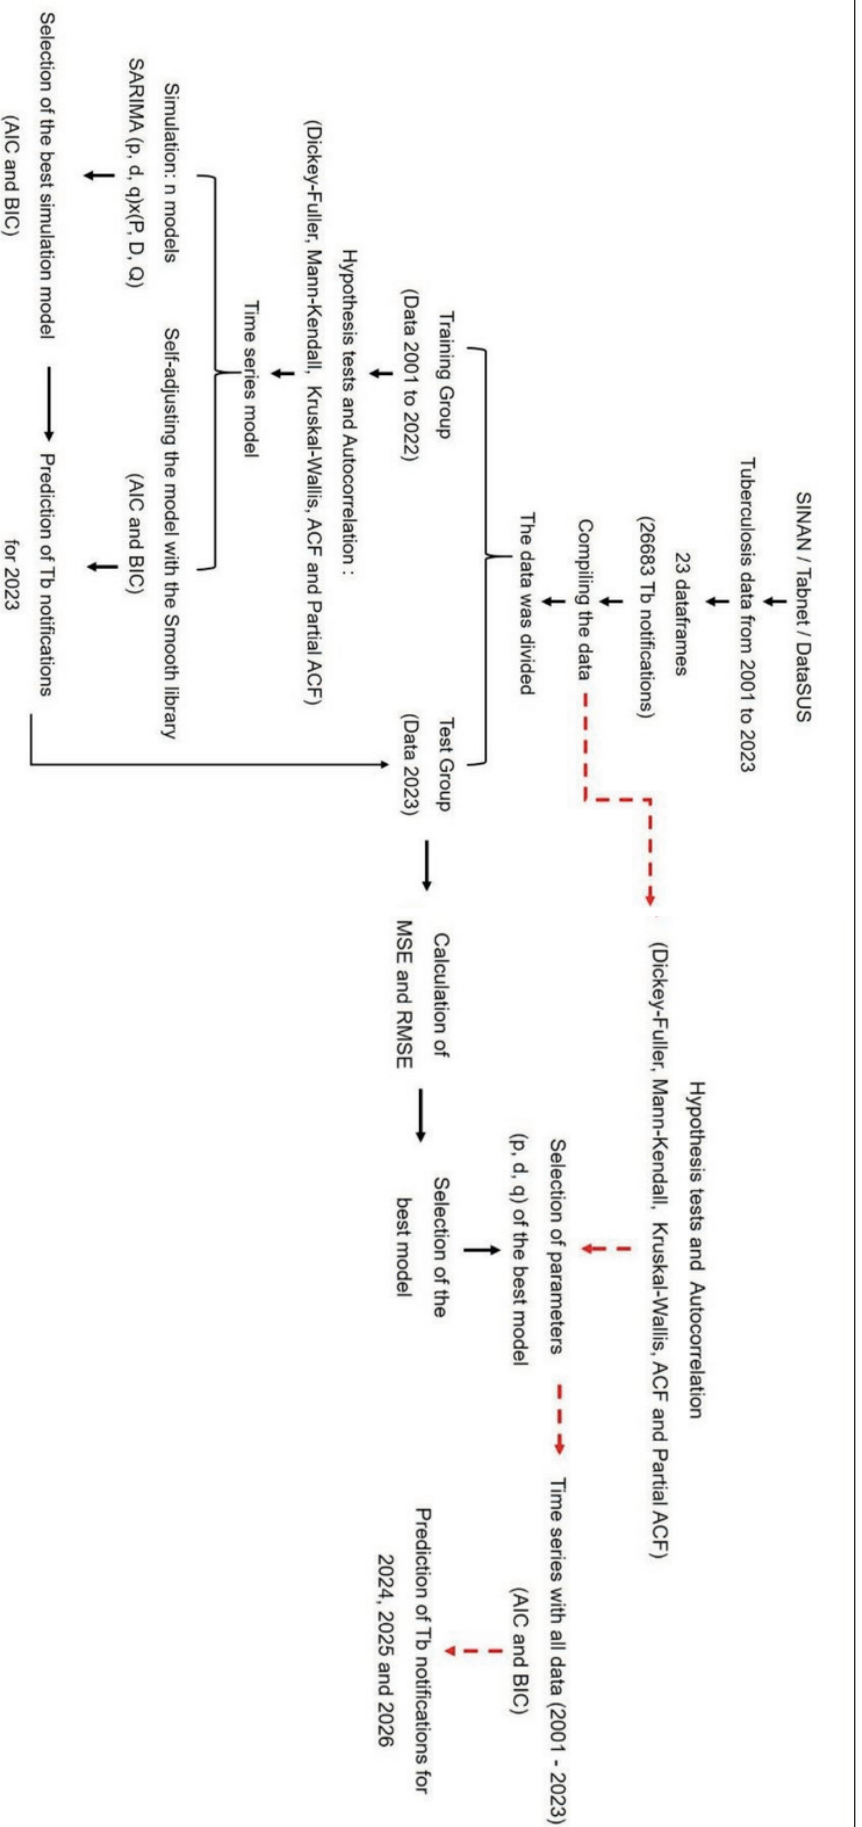 SINAN / Tabnet / DataSUS
Tuberculosis data from 2001 to 2023
23 dataframes
(26683 Tb notifications)
Compiling the data
The data was divided
Training Group
(Data 2001 to 2022)
Hypothesis tests and Autocorrelation :
(Dickey-Fuller, Mann-Kendall, Kruskal-Wallis, ACF and Partial ACF)
Time series model
Simulation: n models
SARIMA (p, d, q)x(P, D, Q)
Selection of the best simulation model
(AIC and BIC)
Self-adjusting the model with the Smooth library
(AIC and BIC)
Prediction of Tb notifications
for 2023
Test Group
(Data 2023)
Calculation of
MSE and RMSE
Selection of the
best model
Hypothesis tests and Autocorrelation
(Dickey-Fuller, Mann-Kendall, Kruskal-Wallis, ACF and Partial ACF)
Selection of parameters
(p, d, q) of the best model
Time series with all data (2001 - 2023)
(AIC and BIC)
Prediction of Tb notifications for
2024, 2025 and 2026